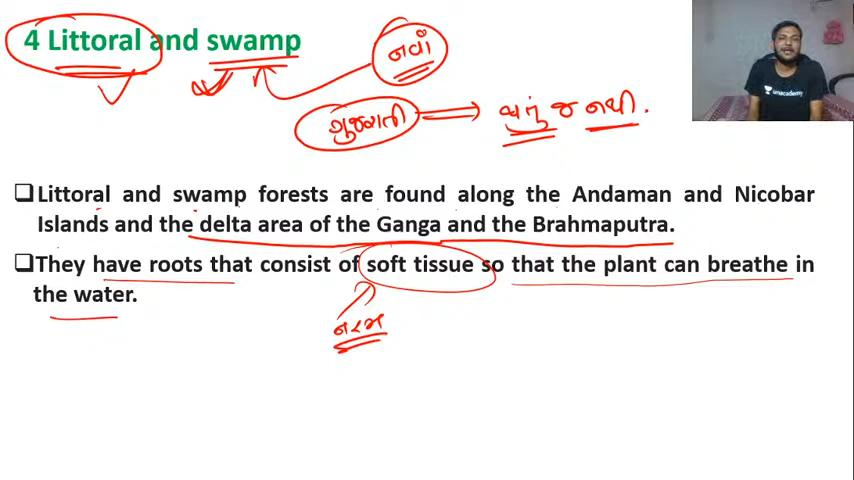 4 Littoral and swamp
નવાં
ગુજરાતી
થતું જ નથી.
unacademy
❑Littoral and swamp forests are found along the Andaman and Nicobar
Islands and the delta area of the Ganga and the Brahmaputra.
❑They have roots that consist of soft tissue so that the plant can breathe in
the water.
નરમ